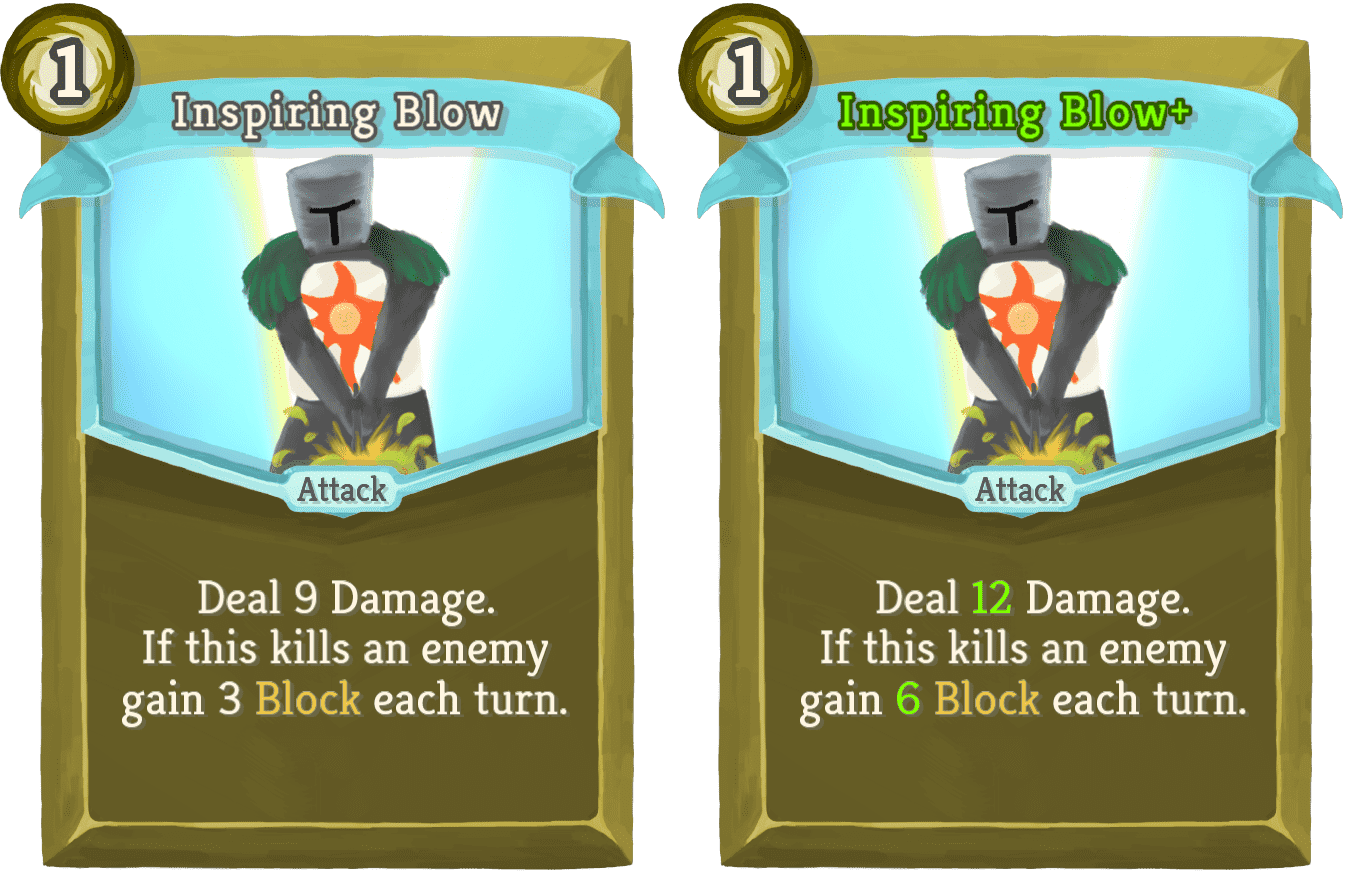 1
Inspiring Blow
Attack
Deal 9 Damage.
If this kills an enemy
gain 3 Block each turn.
1
Inspiring Blow+
Attack
Deal 12 Damage.
If this kills an enemy
gain 6 Block each turn.